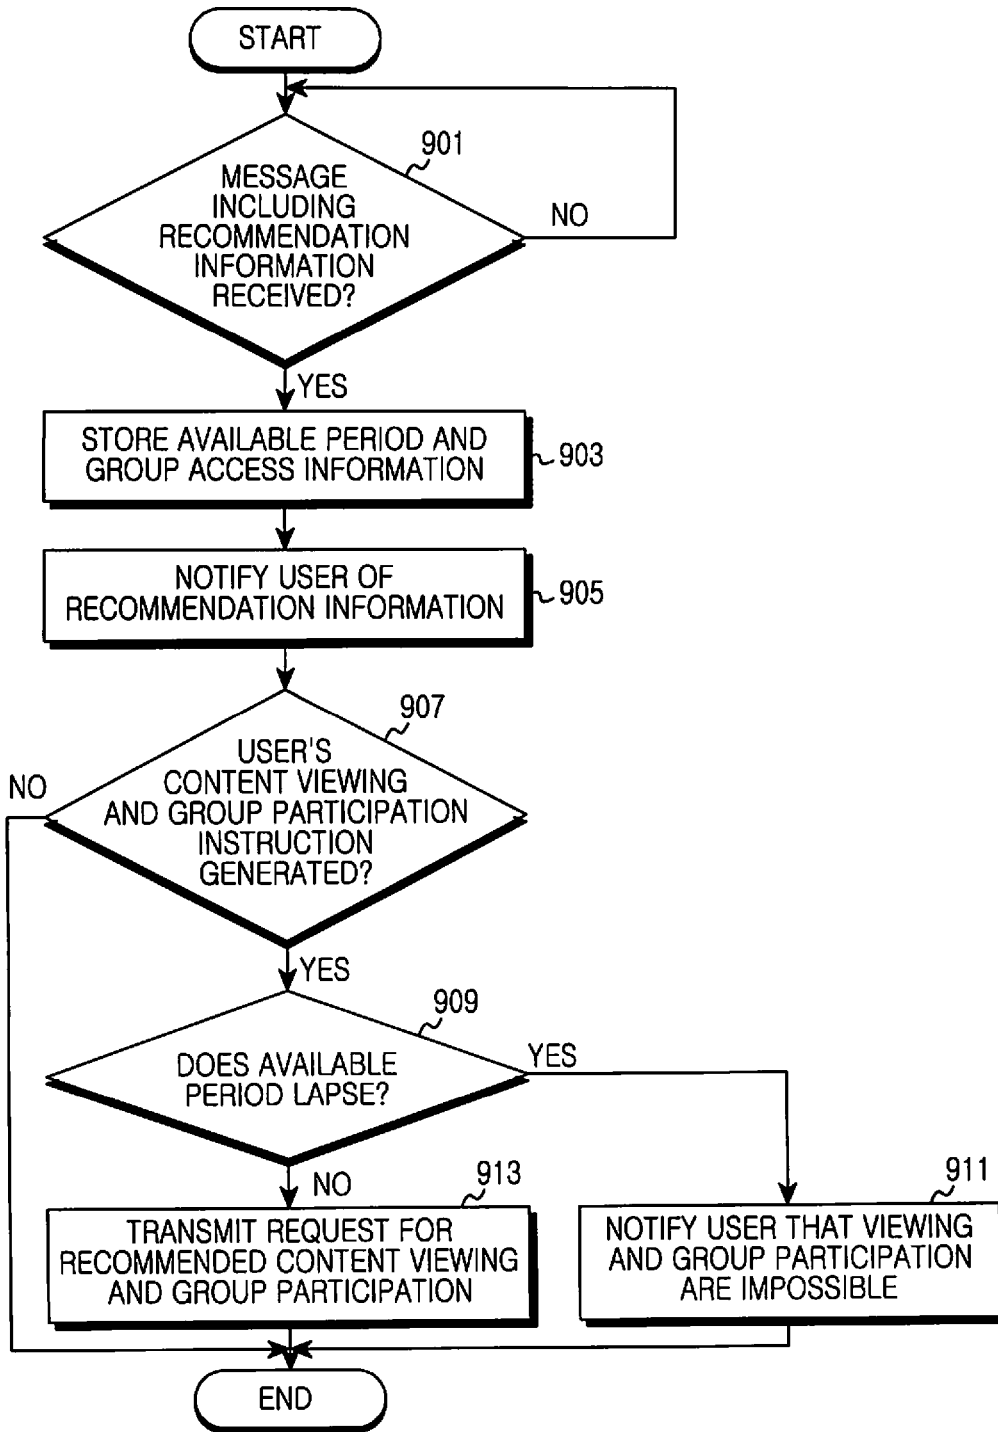 START
901
MESSAGE
INCLUDING
RECOMMENDATION
INFORMATION
RECEIVED?
NO
YES
STORE AVAILABLE PERIOD AND
GROUP ACCESS INFORMATION
903
NOTIFY USER OF
RECOMMENDATION INFORMATION
905
907
USER'S
CONTENT VIEWING
AND GROUP PARTICIPATION
INSTRUCTION
GENERATED?
NO
YES
909
DOES AVAILABLE
PERIOD LAPSE?
YES
NO
913
TRANSMIT REQUEST FOR
RECOMMENDED CONTENT VIEWING
AND GROUP PARTICIPATION
911
NOTIFY USER THAT VIEWING
AND GROUP PARTICIPATION
ARE IMPOSSIBLE
END